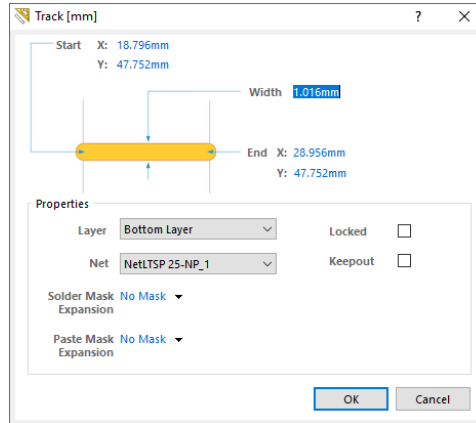 Track [mm]
? ×
Start X: 18.796mm
Y: 47.752mm
Width 1.016mm
End X: 28.956mm
Y: 47.752mm
Properties
Layer Bottom Layer Locked
Net NetLTSP 25-NP_1 Keepout
Solder Mask No Mask
Expansion
Paste Mask No Mask
Expansion
OK Cancel